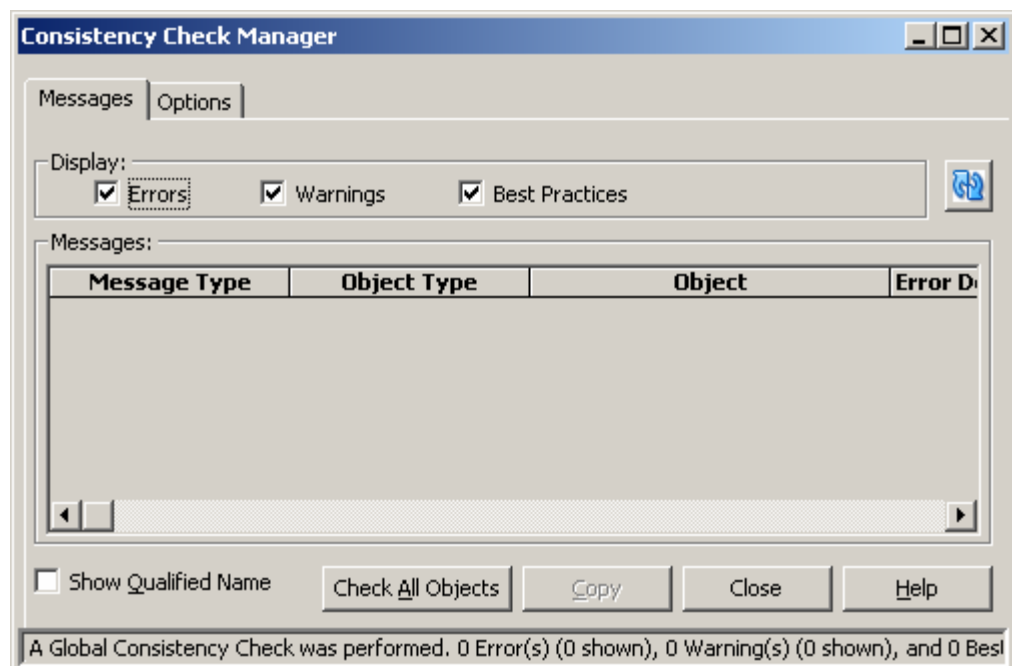 Consistency Check Manager
Messages Options
Display:
Errors Warnings Best Practices
Messages:
Message Type Object Type Object Error
Show Qualified Name Check All Objects Copy Close Help
A Global Consistency Check was performed. 0 Error(s) (0 shown), 0 Warning(s) (0 shown), and 0